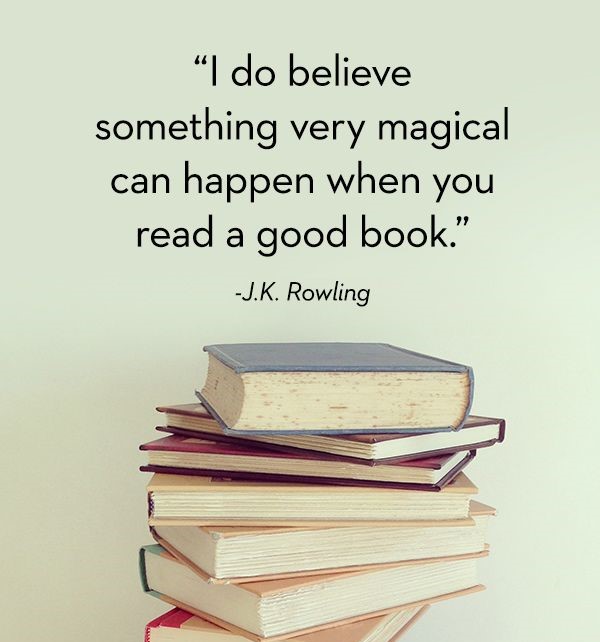 “I do believe
something very magical
can happen when you
read a good book.”
-J.K. Rowling